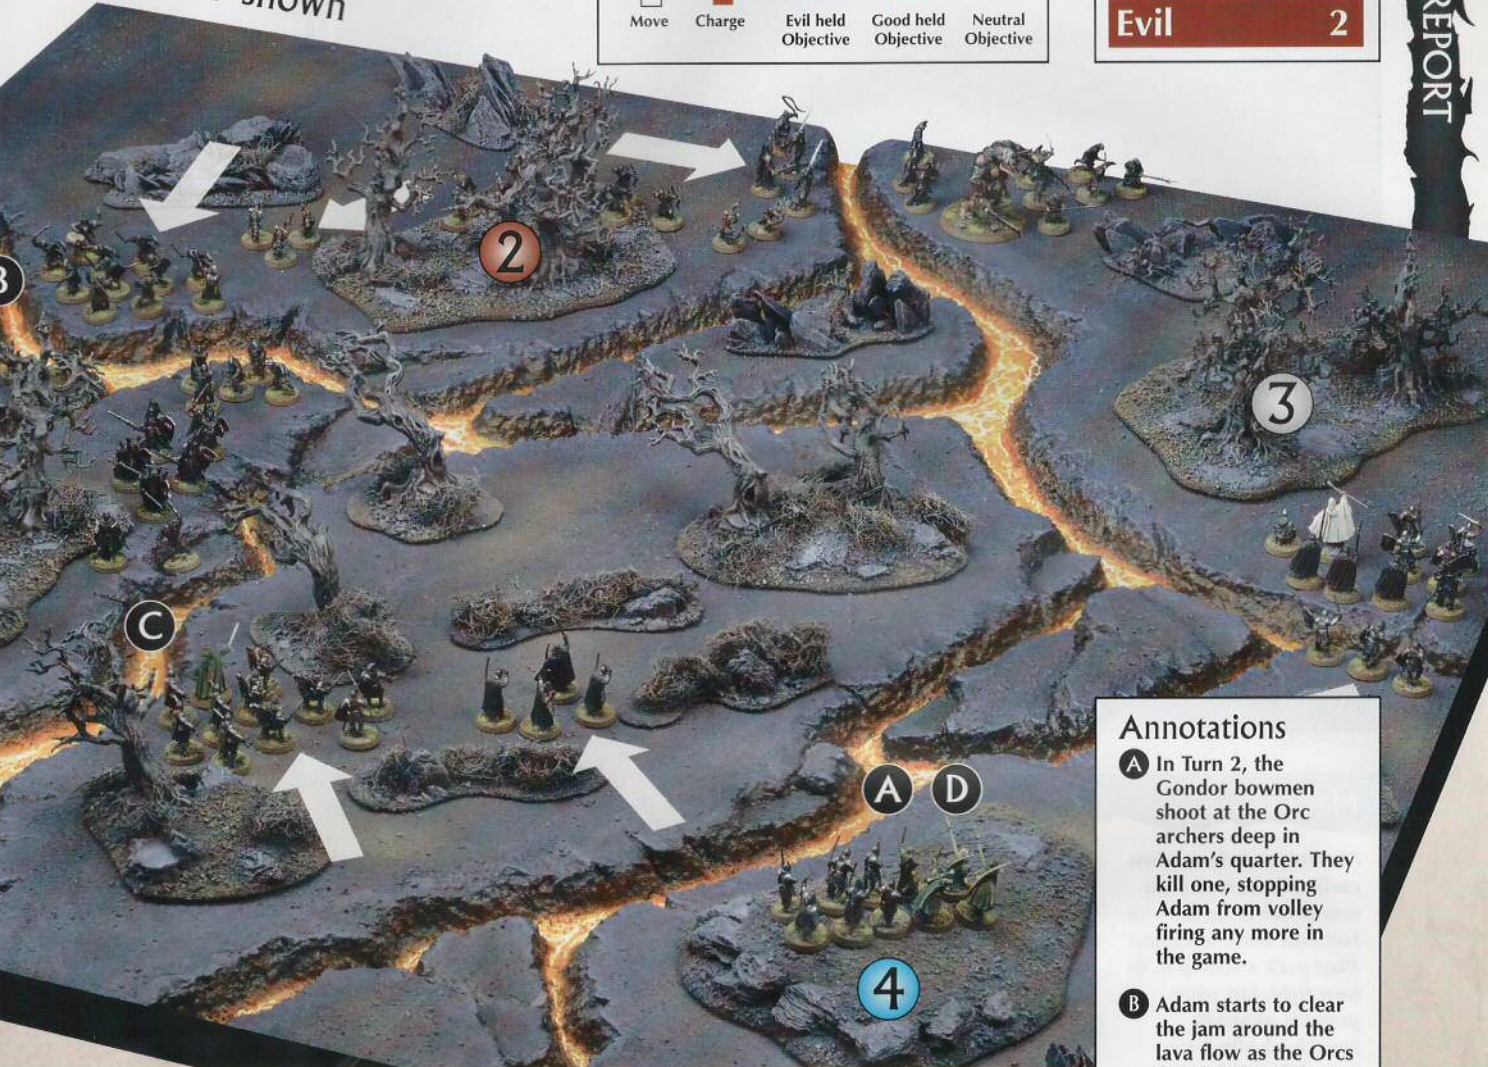 shown
Move Charge Evil held Good held Neutral
Objective Objective Objective
Evil 2
REPORT
B
2
3
C
A D
4
Annotations
A In Turn 2, the
Gondor bowmen
shoot at the Orc
archers deep in
Adam's quarter. They
kill one, stopping
Adam from volley
firing any more in
the game.
B Adam starts to clear
the jam around the
lava flow as the Orcs